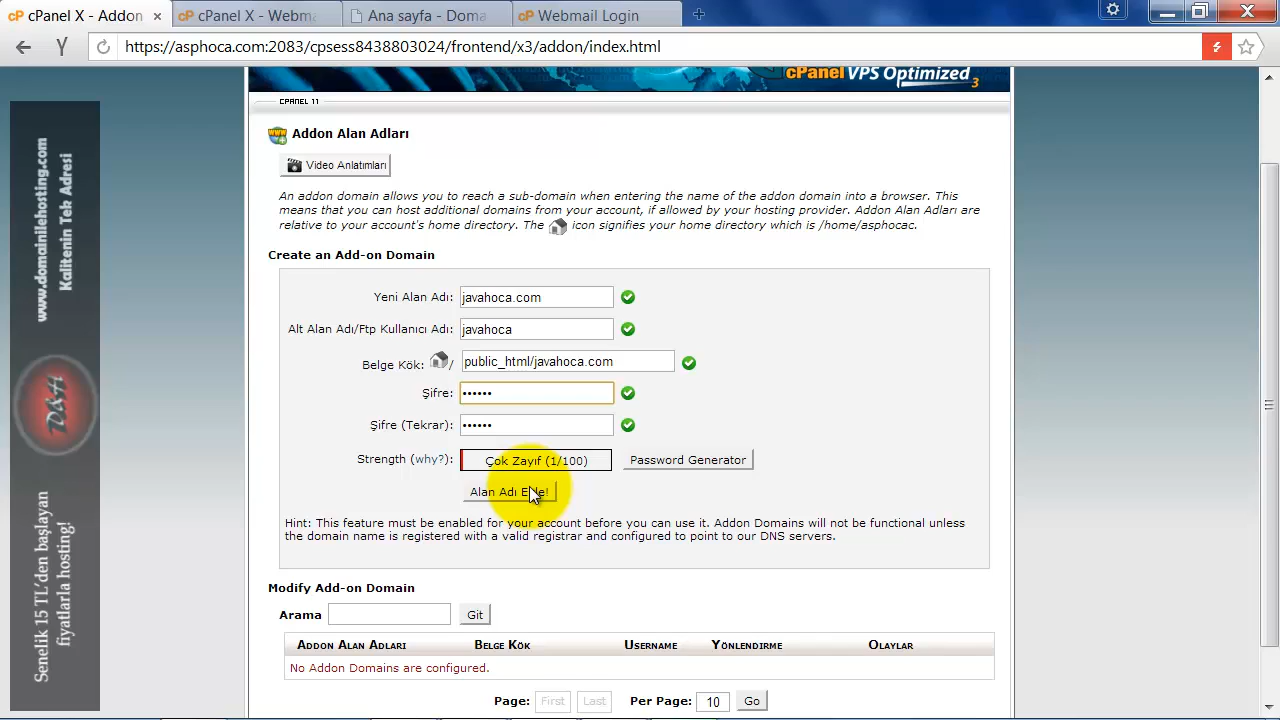 cPanel X - Addon
cPanel X - Webma
Ana sayfa - Doma
Webmail Login
https://asphoca.com:2083/cpsess8438803024/frontend/x3/addon/index.html
cPanel VPS Optimized 3
CPANEL 11
Addon Alan Adları
Video Anlatımları
An addon domain allows you to reach a sub-domain when entering the name of the addon domain into a browser. This
means that you can host additional domains from your account, if allowed by your hosting provider. Addon Alan Adları are
relative to your account's home directory. The icon signifies your home directory which is /home/asphocac.
Create an Add-on Domain
Yeni Alan Adı: javahoca.com
Alt Alan Adı/Ftp Kullanıcı Adı: javahoca
Belge Kök: / public_html/javahoca.com
Şifre: ••••••
Şifre (Tekrar): ••••••
Strength (why?): Çok Zayıf (1/100) Password Generator
Alan Adı Ekle!
Hint: This feature must be enabled for your account before you can use it. Addon Domains will not be functional unless
the domain name is registered with a valid registrar and configured to point to our DNS servers.
Modify Add-on Domain
Arama Git
Addon Alan Adları Belge Kök Username Yönlendirme Olaylar
No Addon Domains are configured.
Page: First Last Per Page: 10 Go
www.domainilehosting.com
Kalitenin Tek Adresi
D&H
Senelik 15 TL'den başlayan
fiyatlarla hosting!